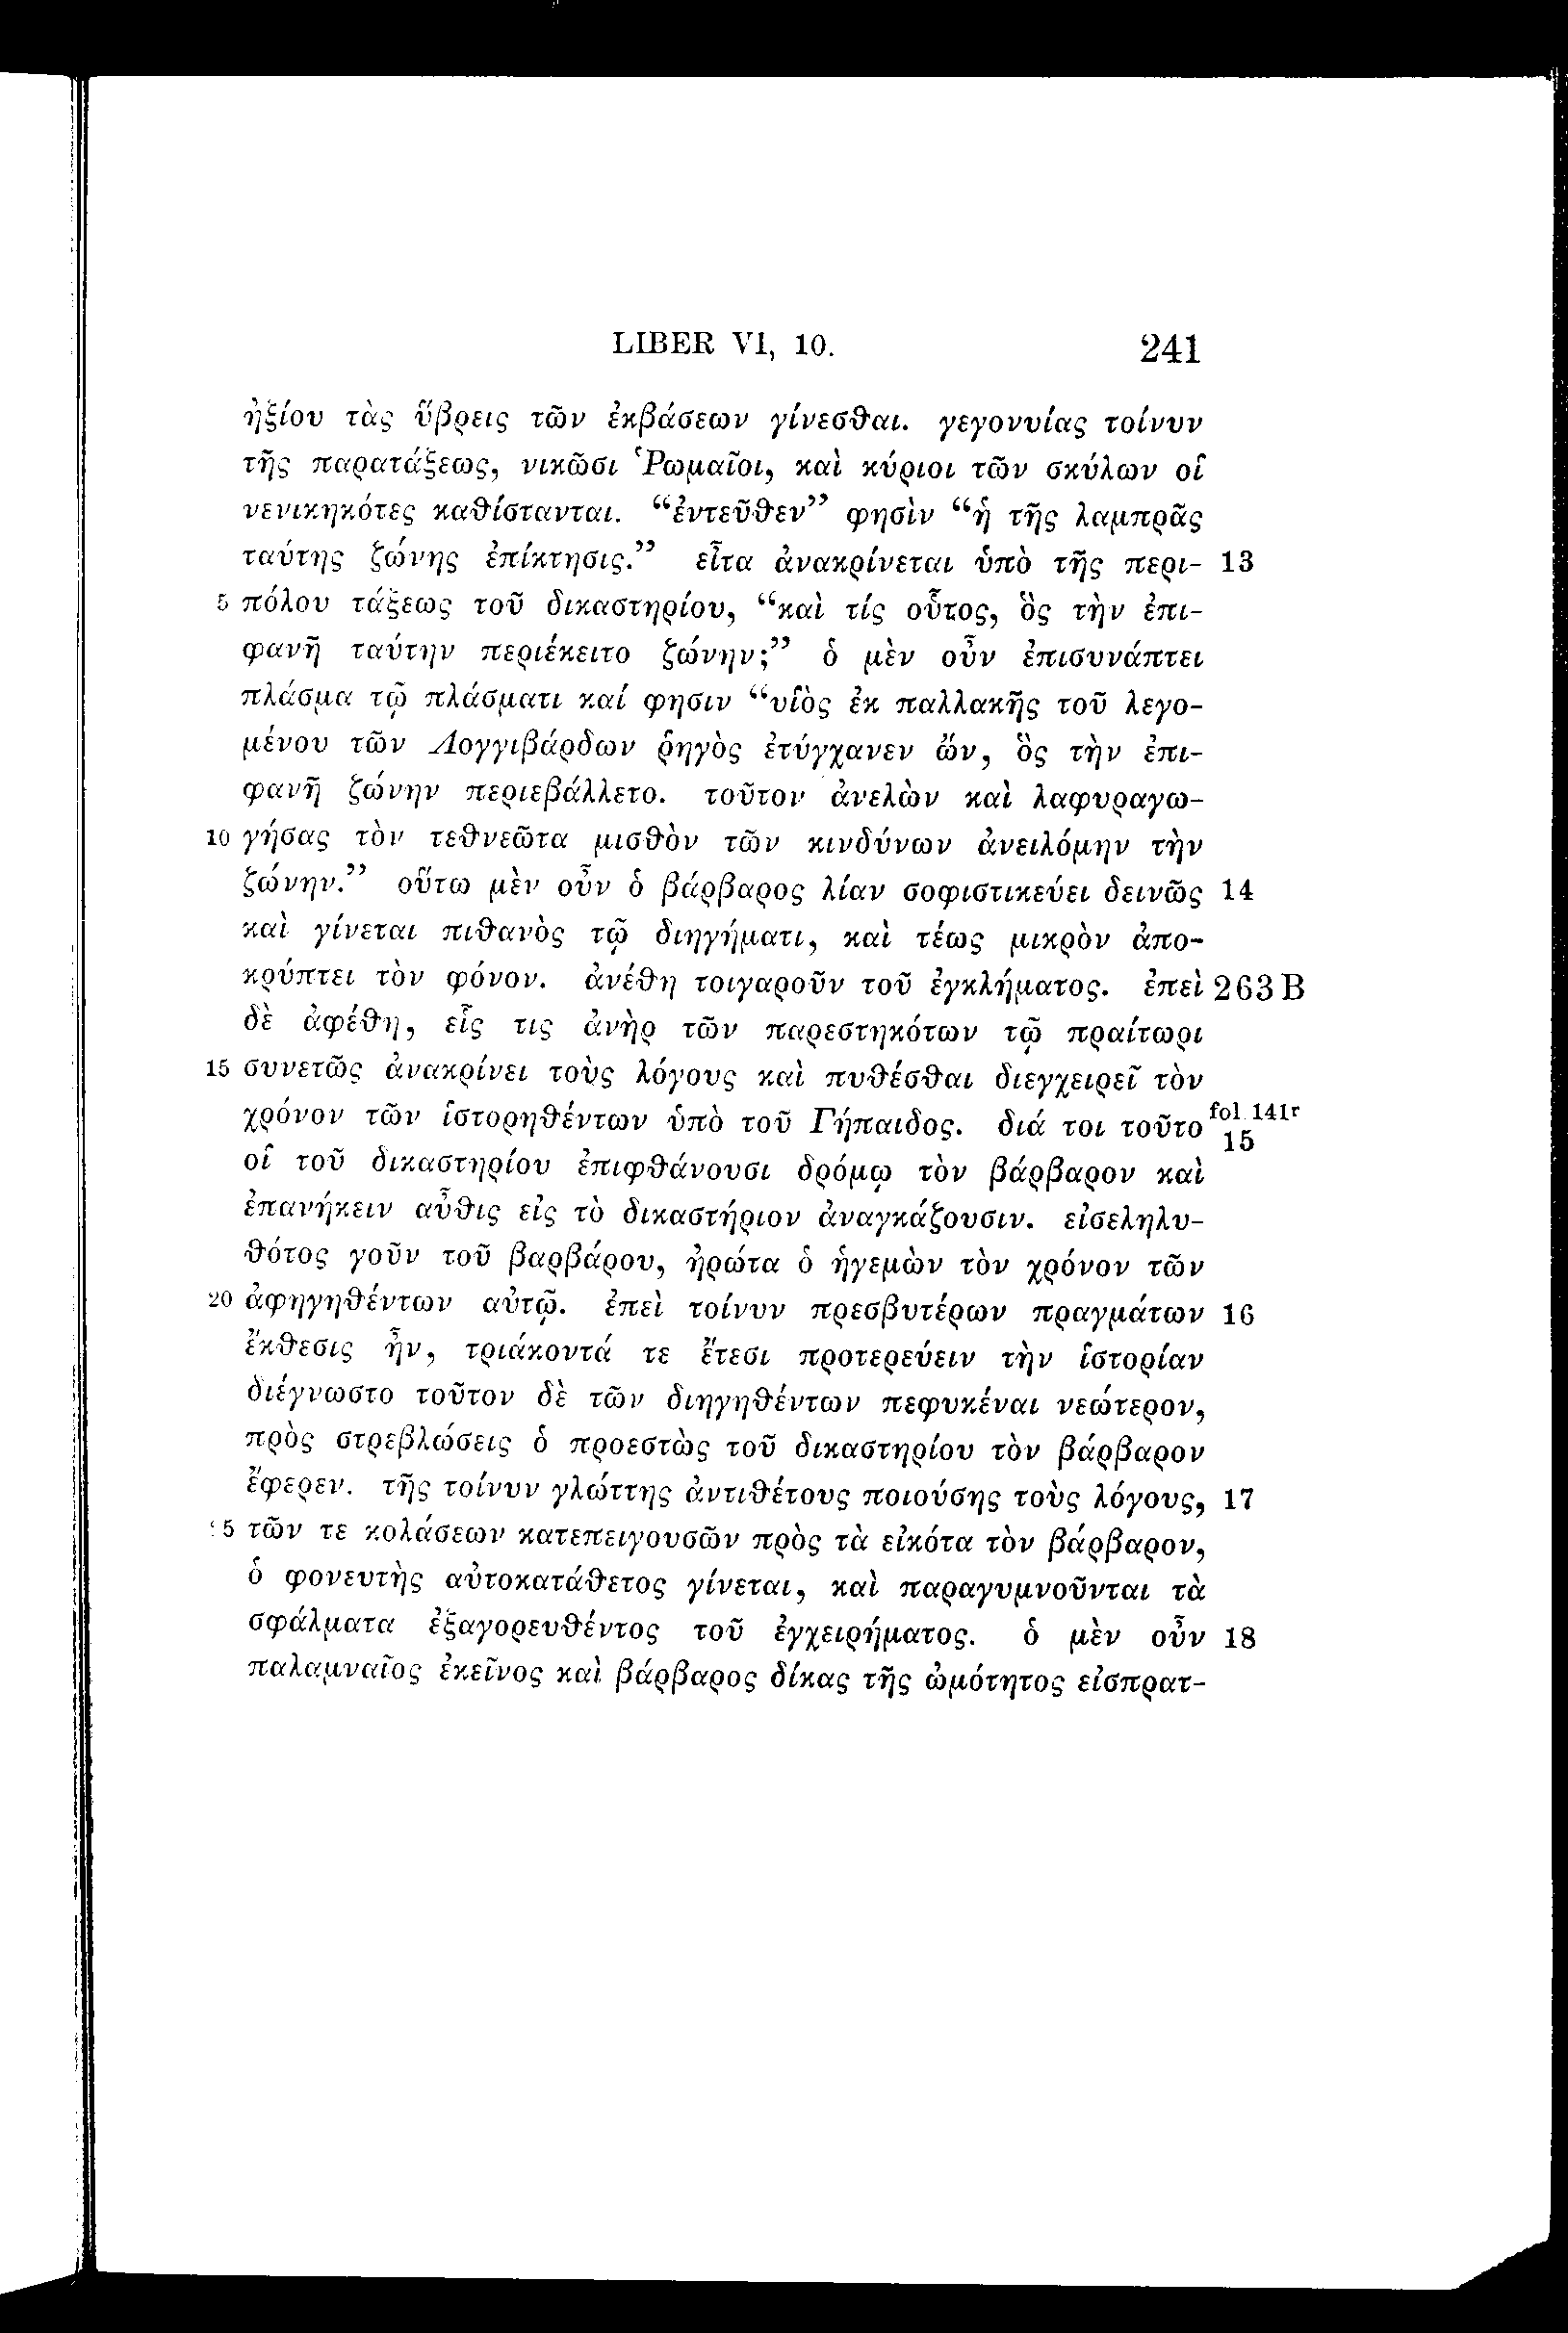 LIBER VI, 10. 241
ἠξίου τὰς ὕβρεις τῶν ἐκβάσεων γίνεσθαι. γεγονυίας τοίνυν
τῆς παρατάξεως, νικῶσι Ῥωμαῖοι, καὶ κύριοι τῶν σκύλων οἱ
νενικηκότες καθίστανται. “ἐντεῦθεν” φησὶν “ἡ τῆς λαμπρᾶς
ταύτης ζώνης ἐπίκτησις.” εἶτα ἀνακρίνεται ὑπὸ τῆς περι- 13
5 πόλου τάξεως τοῦ δικαστηρίου, “καὶ τίς οὗτος, ὃς τὴν ἐπι-
φανῆ ταύτην περιέκειτο ζώνην;” ὁ μὲν οὖν ἐπισυνάπτει
πλάσμα τῷ πλάσματι καί φησιν “υἱὸς ἐκ παλλακῆς τοῦ λεγο-
μένου τῶν Λογγιβάρδων ῥηγὸς ἐτύγχανεν ὤν, ὃς τὴν ἐπι-
φανῆ ζώνην περιεβάλλετο. τοῦτον ἀνελὼν καὶ λαφυραγω-
10 γήσας τὸν τεθνεῶτα μισθὸν τῶν κινδύνων ἀνειλόμην τὴν
ζώνην.” οὕτω μὲν οὖν ὁ βάρβαρος λίαν σοφιστικεύει δεινῶς 14
καὶ γίνεται πιθανὸς τῷ διηγήματι, καὶ τέως μικρὸν ἀπο-
κρύπτει τὸν φόνον. ἀνέθη τοιγαροῦν τοῦ ἐγκλήματος. ἐπεὶ 263 B
δὲ ἀφέθη, εἷς τις ἀνὴρ τῶν παρεστηκότων τῷ πραίτωρι
15 συνετῶς ἀνακρίνει τοὺς λόγους καὶ πυθέσθαι διεγχειρεῖ τὸν
χρόνον τῶν ἱστορηθέντων ὑπὸ τοῦ Γήπαιδος. διά τοι τοῦτο fol. 141r 15
οἱ τοῦ δικαστηρίου ἐπιφθάνουσι δρόμῳ τὸν βάρβαρον καὶ
ἐπανήκειν αὖθις εἰς τὸ δικαστήριον ἀναγκάζουσιν. εἰσεληλυ-
θότος γοῦν τοῦ βαρβάρου, ἠρώτα ὁ ἡγεμὼν τὸν χρόνον τῶν
20 ἀφηγηθέντων αὐτῷ. ἐπεὶ τοίνυν πρεσβυτέρων πραγμάτων 16
ἔκθεσις ἦν, τριάκοντά τε ἔτεσι προτερεύειν τὴν ἱστορίαν
διέγνωστο τοῦτον δὲ τῶν διηγηθέντων πεφυκέναι νεώτερον,
πρὸς στρεβλώσεις ὁ προεστὼς τοῦ δικαστηρίου τὸν βάρβαρον
ἔφερεν. τῆς τοίνυν γλώττης ἀντιθέτους ποιούσης τοὺς λόγους, 17
25 τῶν τε κολάσεων κατεπειγουσῶν πρὸς τὰ εἰκότα τὸν βάρβαρον,
ὁ φονευτὴς αὐτοκατάθετος γίνεται, καὶ παραγυμνοῦνται τὰ
σφάλματα ἐξαγορευθέντος τοῦ ἐγχειρήματος. ὁ μὲν οὖν 18
παλαμναῖος ἐκεῖνος καὶ βάρβαρος δίκας τῆς ὠμότητος εἰσπρατ-